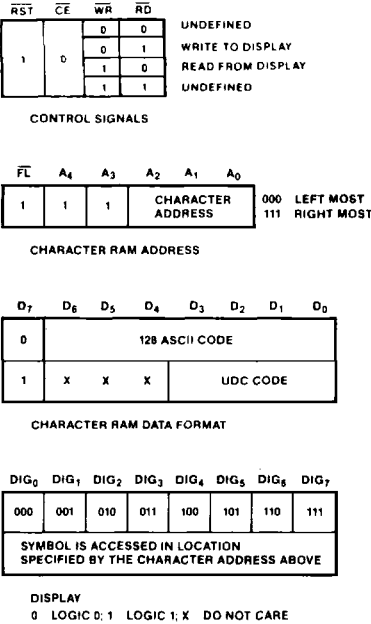 RST CE WR RD
0 0 UNDEFINED
1 0 0 1 WRITE TO DISPLAY
1 0 READ FROM DISPLAY
1 1 UNDEFINED
CONTROL SIGNALS
FL A4 A3 A2 A1 A0
1 1 1 CHARACTER ADDRESS 000 LEFT MOST
111 RIGHT MOST
CHARACTER RAM ADDRESS
D7 D6 D5 D4 D3 D2 D1 D0
0 128 ASCII CODE
1 X X X UDC CODE
CHARACTER RAM DATA FORMAT
DIG0 DIG1 DIG2 DIG3 DIG4 DIG5 DIG6 DIG7
000 001 010 011 100 101 110 111
SYMBOL IS ACCESSED IN LOCATION
SPECIFIED BY THE CHARACTER ADDRESS ABOVE
DISPLAY
0 LOGIC 0; 1 LOGIC 1; X DO NOT CARE